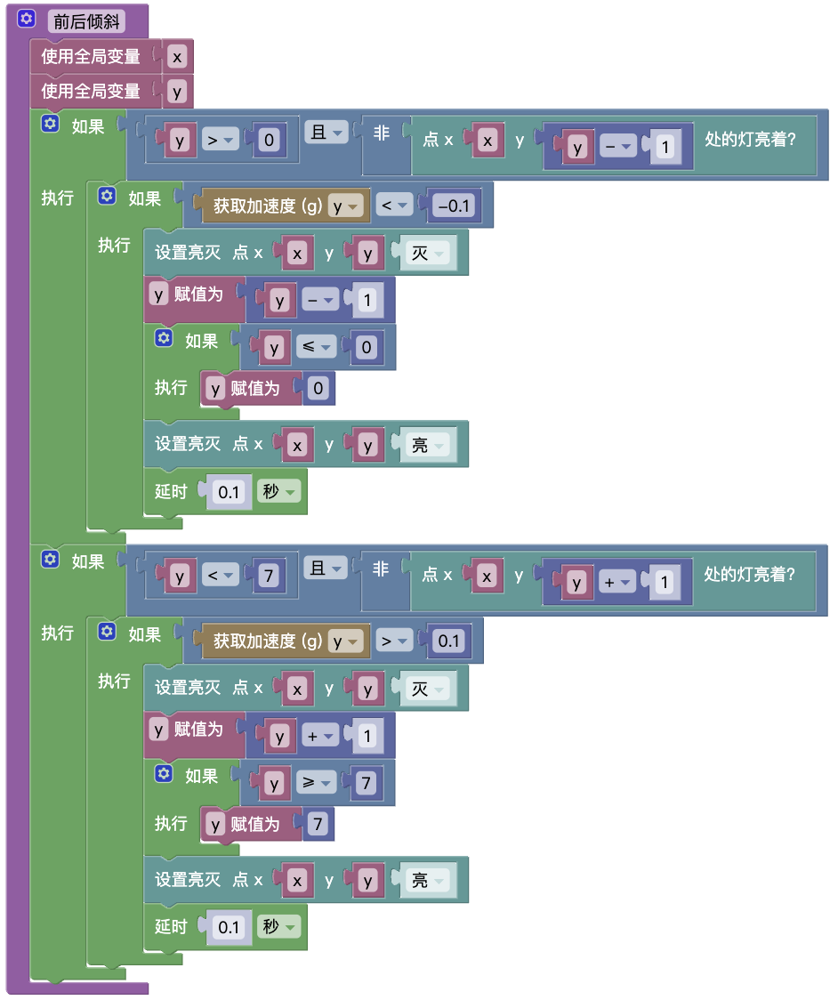 前后倾斜
使用全局变量 x
使用全局变量 y
如果 y > 0 且 非 点 x x y y − 1 处的灯亮着?
执行 如果 获取加速度 (g) y < −0.1
执行 设置亮灭 点 x x y y 灭
y 赋值为 y − 1
如果 y ≤ 0
执行 y 赋值为 0
设置亮灭 点 x x y y 亮
延时 0.1 秒
如果 y < 7 且 非 点 x x y y + 1 处的灯亮着?
执行 如果 获取加速度 (g) y > 0.1
执行 设置亮灭 点 x x y y 灭
y 赋值为 y + 1
如果 y ≥ 7
执行 y 赋值为 7
设置亮灭 点 x x y y 亮
延时 0.1 秒